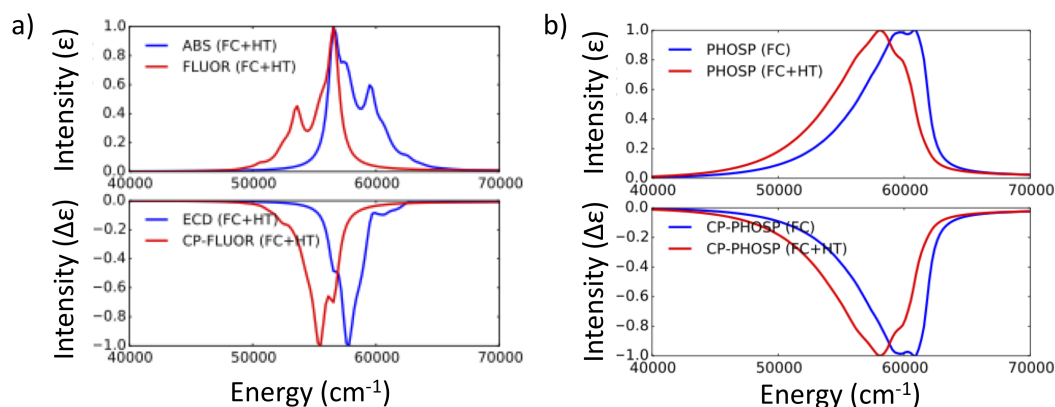 a)
Intensity (ε)
1.0
0.8
0.6
0.4
0.2
0.0
ABS (FC+HT)
FLUOR (FC+HT)
40000 50000 60000 70000
Intensity (Δε)
0.0
−0.2
−0.4
−0.6
−0.8
−1.0
ECD (FC+HT)
CP-FLUOR (FC+HT)
40000 50000 60000 70000
Energy (cm-1)
b)
Intensity (ε)
1.0
0.8
0.6
0.4
0.2
0.0
PHOSP (FC)
PHOSP (FC+HT)
40000 50000 60000 70000
Intensity (Δε)
0.0
−0.2
−0.4
−0.6
−0.8
−1.0
CP-PHOSP (FC)
CP-PHOSP (FC+HT)
40000 50000 60000 70000
Energy (cm-1)